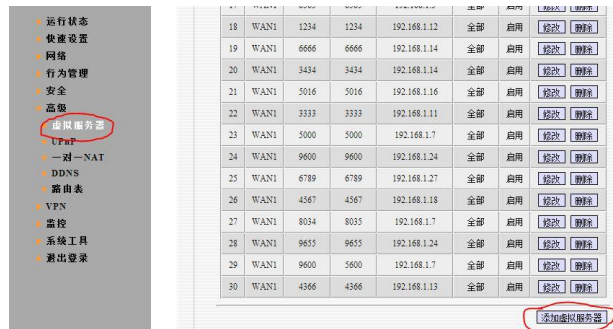 运行状态
快速设置
网络
行为管理
安全
高级
虚拟服务器
UPnP
一对一NAT
DDNS
路由表
VPN
监控
系统工具
退出登录
18 WAN1 1234 1234 192.168.1.12 全部 启用 修改 删除
19 WAN1 6666 6666 192.168.1.14 全部 启用 修改 删除
20 WAN1 3434 3434 192.168.1.14 全部 启用 修改 删除
21 WAN1 5016 5016 192.168.1.16 全部 启用 修改 删除
22 WAN1 3333 3333 192.168.1.11 全部 启用 修改 删除
23 WAN1 5000 5000 192.168.1.7 全部 启用 修改 删除
24 WAN1 9600 9600 192.168.1.24 全部 启用 修改 删除
25 WAN1 6789 6789 192.168.1.27 全部 启用 修改 删除
26 WAN1 4567 4567 192.168.1.18 全部 启用 修改 删除
27 WAN1 8034 8035 192.168.1.7 全部 启用 修改 删除
28 WAN1 9655 9655 192.168.1.24 全部 启用 修改 删除
29 WAN1 9600 5600 192.168.1.7 全部 启用 修改 删除
30 WAN1 4366 4366 192.168.1.13 全部 启用 修改 删除
添加虚拟服务器